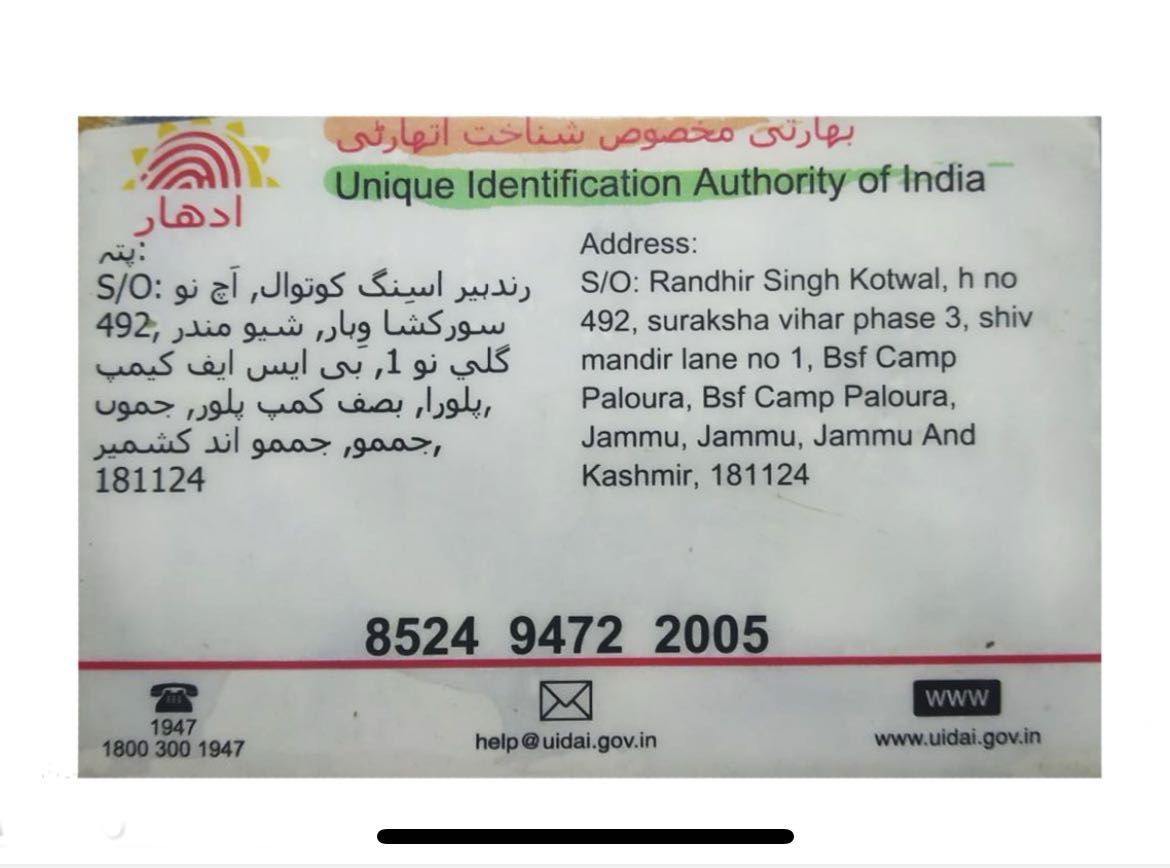 بھارتی مخصوص شناخت اتھارٹی
Unique Identification Authority of India
ادھار
پتہ:
S/O: رندہیر اسِنگ کوتوال, اَچ نو
492, سورکشا وِہار, شیو مندر
گلي نو 1, بَی ایس ایف کیمپ
پلورا, بصف کمپ پلور, جموں,
جممو, جممو اند کشمیر,
181124
Address:
S/O: Randhir Singh Kotwal, h no
492, suraksha vihar phase 3, shiv
mandir lane no 1, Bsf Camp
Paloura, Bsf Camp Paloura,
Jammu, Jammu, Jammu And
Kashmir, 181124
8524 9472 2005
1947
1800 300 1947
help@uidai.gov.in
www
www.uidai.gov.in